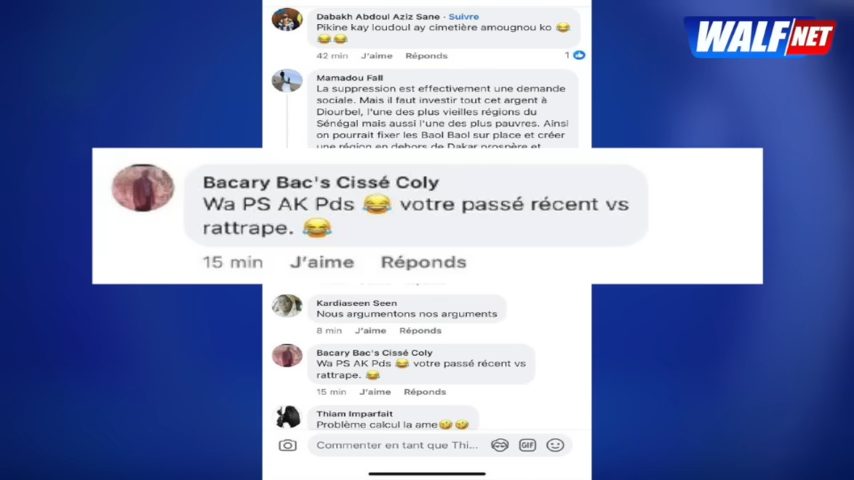 WALFNET
Dabakh Abdoul Aziz Sane · Suivre
Pikine kay loudoul ay cimetière amougnou ko 😂
😂😂
42 min J'aime Réponds 1
Mamadou Fall
La suppression est effectivement une demande
sociale. Mais il faut investir tout cet argent à
Diourbel, l'une des plus vieilles régions du
Sénégal mais aussi l'une des plus pauvres. Ainsi
on pourrait fixer les Baol Baol sur place et créer
une région en dehors de Dakar prospère et
Bacary Bac's Cissé Coly
Wa PS AK Pds 😂 votre passé récent vs
rattrape. 😂
15 min J'aime Réponds
Kardiaseen Seen
Nous argumentons nos arguments
8 min J'aime Réponds
Bacary Bac's Cissé Coly
Wa PS AK Pds 😂 votre passé récent vs
rattrape. 😂
15 min J'aime Réponds
Thiam Imparfait
Problème calcul la ame🤣🤣
Commenter en tant que Thi...
GIF